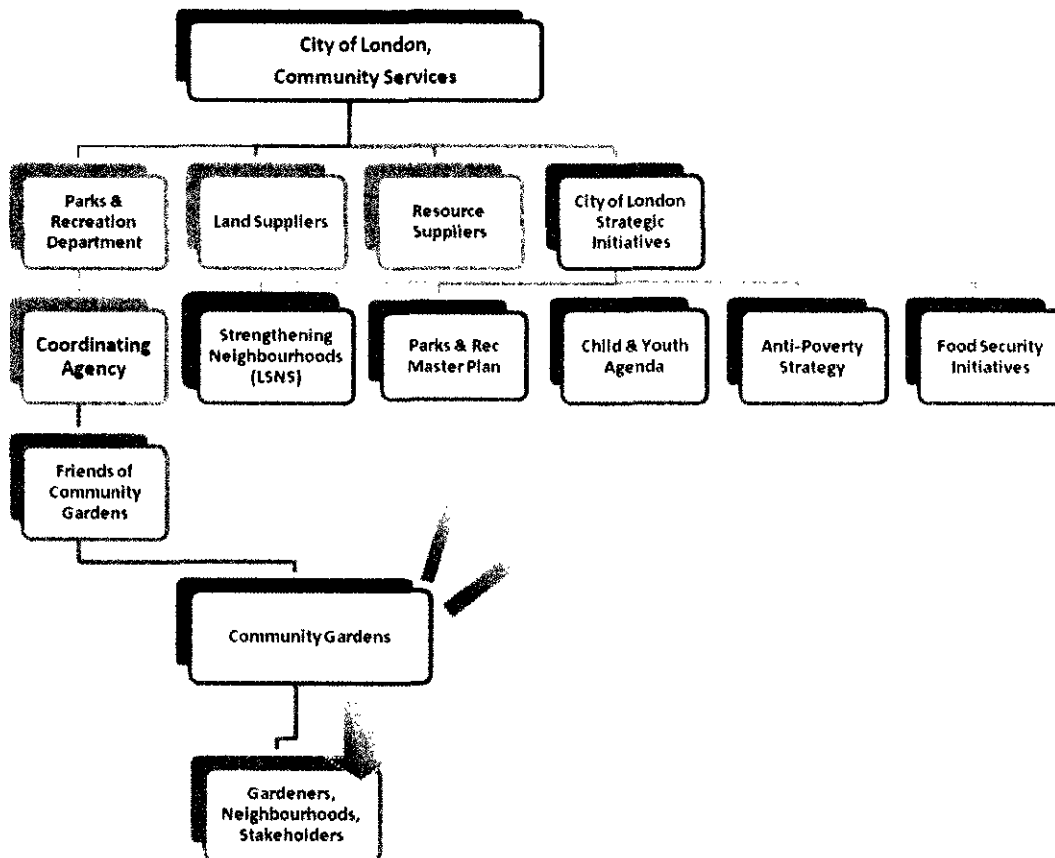 City of London,
Community Services
Parks &
Recreation
Department
Land Suppliers
Resource
Suppliers
City of London
Strategic
Initiatives
Coordinating
Agency
Strengthening
Neighbourhoods
(LSNS)
Parks & Rec
Master Plan
Child & Youth
Agenda
Anti-Poverty
Strategy
Food Security
Initiatives
Friends of
Community
Gardens
Community Gardens
Gardeners,
Neighbourhoods,
Stakeholders